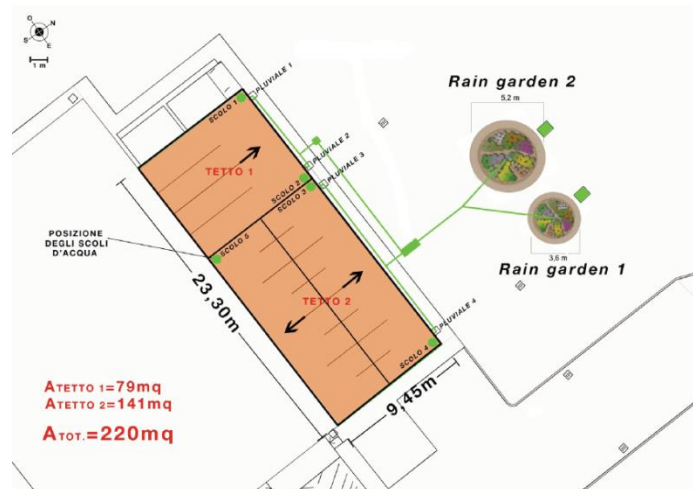 O
N
S
E
1 m
SCOLO 1
PLUVIALE 1
Rain garden 2
5,2 m
TETTO 1
PLUVIALE 2
SCOLO 2
SCOLO 3
PLUVIALE 3
POSIZIONE
DEGLI SCOLI
D'ACQUA
SCOLO 5
3,6 m
Rain garden 1
TETTO 2
23,30m
PLUVIALE 4
SCOLO 4
9,45m
ATETTO 1=79mq
ATETTO 2=141mq
ATOT.=220mq